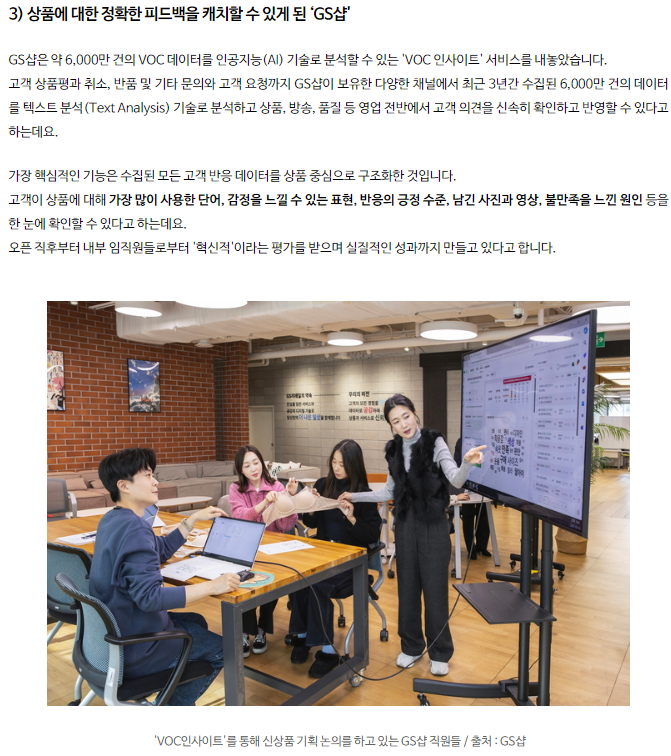 3) 상품에 대한 정확한 피드백을 캐치할 수 있게 된 ‘GS샵'
GS샵은 약 6,000만 건의 VOC 데이터를 인공지능(AI) 기술로 분석할 수 있는 'VOC 인사이트' 서비스를 내놓았습니다.
고객 상품평과 취소, 반품 및 기타 문의와 고객 요청까지 GS샵이 보유한 다양한 채널에서 최근 3년간 수집된 6,000만 건의 데이터
를 텍스트 분석(Text Analysis) 기술로 분석하고 상품, 방송, 품질 등 영업 전반에서 고객 의견을 신속히 확인하고 반영할 수 있다고
하는데요.
가장 핵심적인 기능은 수집된 모든 고객 반응 데이터를 상품 중심으로 구조화한 것입니다.
고객이 상품에 대해 가장 많이 사용한 단어, 감정을 느낄 수 있는 표현, 반응의 긍정 수준, 남긴 사진과 영상, 불만족을 느낀 원인 등을
한 눈에 확인할 수 있다고 하는데요.
오픈 직후부터 내부 임직원들로부터 '혁신적'이라는 평가를 받으며 실질적인 성과까지 만들고 있다고 합니다.
우리의 비전
'VOC인사이트'를 통해 신상품 기획 논의를 하고 있는 GS샵 직원들 / 출처 : GS샵